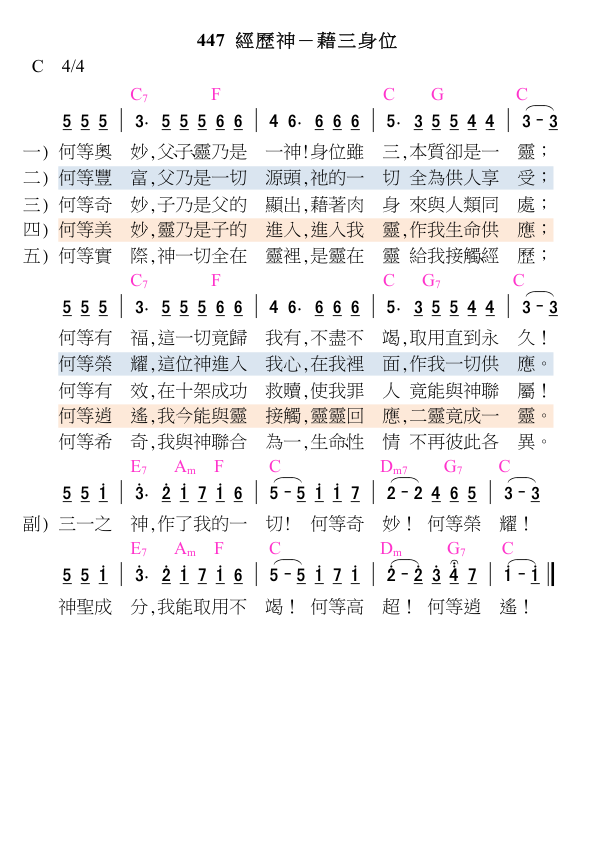 447 經歷神－藉三身位
C 4/4
C7 F C G C
5 5 5 | 3· 5 5 5 6 6 | 4 6· 6 6 6 | 5· 3 5 5 4 4 | 3 - 3
一) 何等奧 妙,父子靈乃是 一神!身位雖 三,本質卻是一 靈；
二) 何等豐 富,父乃是一切 源頭,祂的一 切 全為供人享 受；
三) 何等奇 妙,子乃是父的 顯出,藉著肉 身 來與人類同 處；
四) 何等美 妙,靈乃是子的 進入,進入我 靈,作我生命供 應；
五) 何等實 際,神一切全在 靈裡,是靈在 靈 給我接觸經 歷；
C7 F C G7 C
5 5 5 | 3· 5 5 5 6 6 | 4 6· 6 6 6 | 5· 3 5 5 4 4 | 3 - 3
何等有 福,這一切竟歸 我有,不盡不 竭,取用直到永 久！
何等榮 耀,這位神進入 我心,在我裡 面,作我一切供 應。
何等有 效,在十架成功 救贖,使我罪 人 竟能與神聯 屬！
何等逍 遙,我今能與靈 接觸,靈靈回 應,二靈竟成一 靈。
何等希 奇,我與神聯合 為一,生命性 情 不再彼此各 異。
E7 Am F C Dm7 G7 C
5 5 i | 3· 2 i 7 i 6 | 5 - 5 i i 7 | 2 - 2 4 6 5 | 3 - 3
副) 三一之 神,作了我的一 切! 何等奇 妙！ 何等榮 耀！
E7 Am F C Dm G7 C
5 5 i | 3· 2 i 7 i 6 | 5 - 5 i 7 i | 2 - 2 3 4 7 | i - i
神聖成 分,我能取用不 竭！ 何等高 超！ 何等逍 遙！